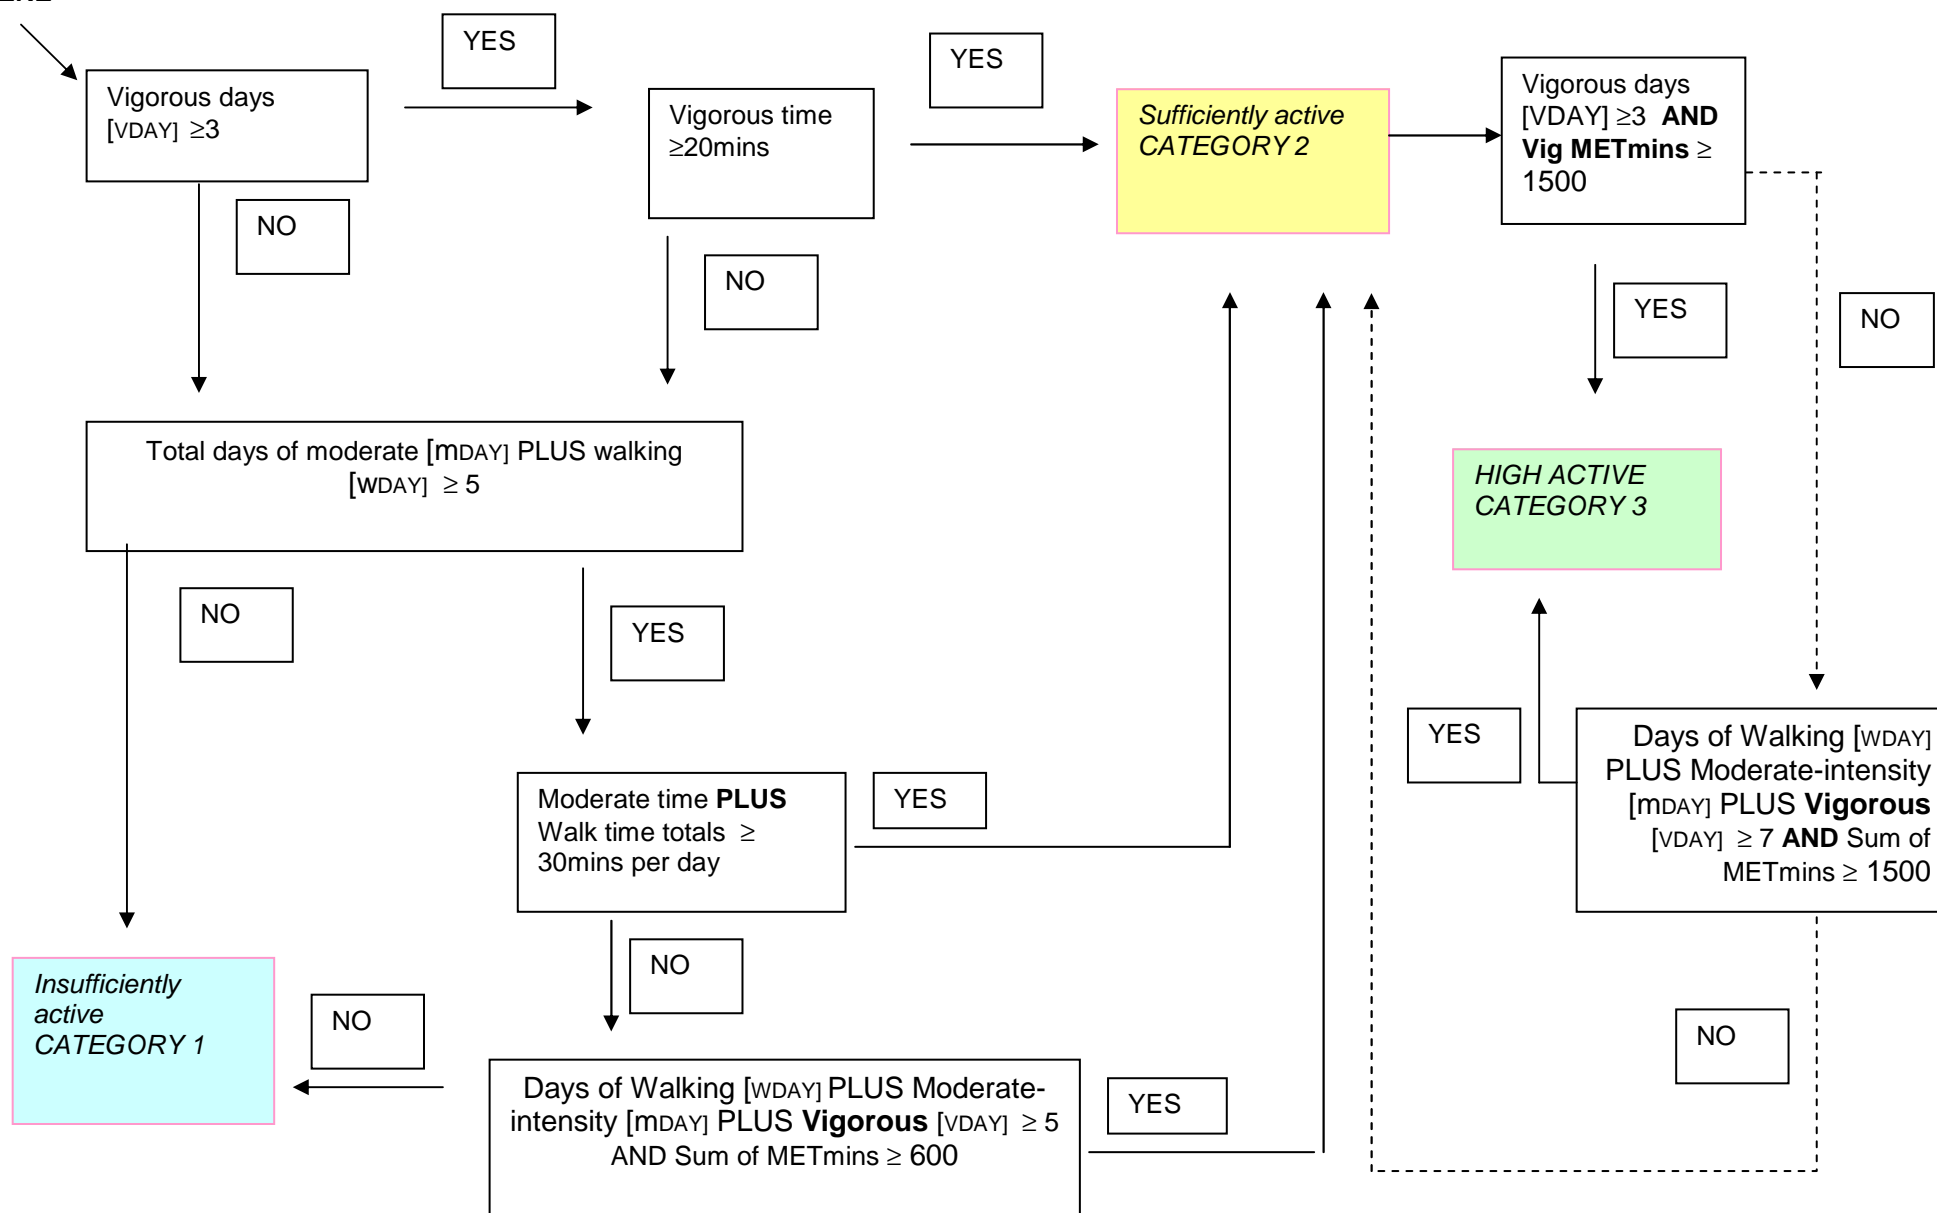 Vigorous days
[VDAY] ≥3
YES
Vigorous time
≥20mins
YES
Sufficiently active
CATEGORY 2
Vigorous days
[VDAY] ≥3 AND
Vig METmins ≥
1500
NO
NO
YES
NO
Total days of moderate [mDAY] PLUS walking
[wDAY] ≥ 5
HIGH ACTIVE
CATEGORY 3
NO
YES
YES
Days of Walking [WDAY]
PLUS Moderate-intensity
[mDAY] PLUS Vigorous
[VDAY] ≥ 7 AND Sum of
METmins ≥ 1500
Moderate time PLUS
Walk time totals ≥
30mins per day
YES
NO
Insufficiently
active
CATEGORY 1
NO
NO
Days of Walking [WDAY] PLUS Moderate-
intensity [mDAY] PLUS Vigorous [VDAY] ≥ 5
AND Sum of METmins ≥ 600
YES